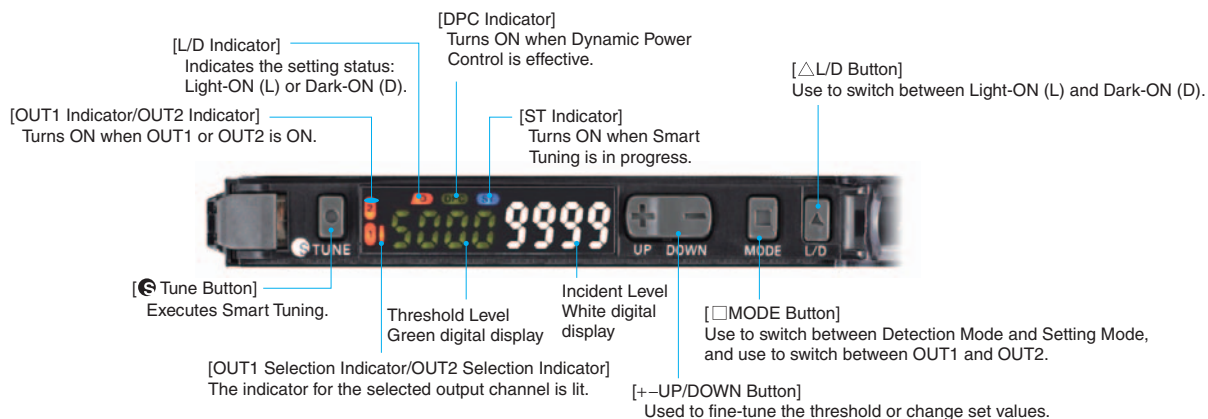 [DPC Indicator]
Turns ON when Dynamic Power
Control is effective.
[L/D Indicator]
Indicates the setting status:
Light-ON (L) or Dark-ON (D).
[△L/D Button]
Use to switch between Light-ON (L) and Dark-ON (D).
[OUT1 Indicator/OUT2 Indicator]
Turns ON when OUT1 or OUT2 is ON.
[ST Indicator]
Turns ON when Smart
Tuning is in progress.
2
DPC
ST
1
5000
9999
S TUNE
+ −
UP DOWN
MODE
L/D
[S Tune Button]
Executes Smart Tuning.
Threshold Level
Green digital display
Incident Level
White digital
display
[□MODE Button]
Use to switch between Detection Mode and Setting Mode,
and use to switch between OUT1 and OUT2.
[OUT1 Selection Indicator/OUT2 Selection Indicator]
The indicator for the selected output channel is lit.
[+−UP/DOWN Button]
Used to fine-tune the threshold or change set values.